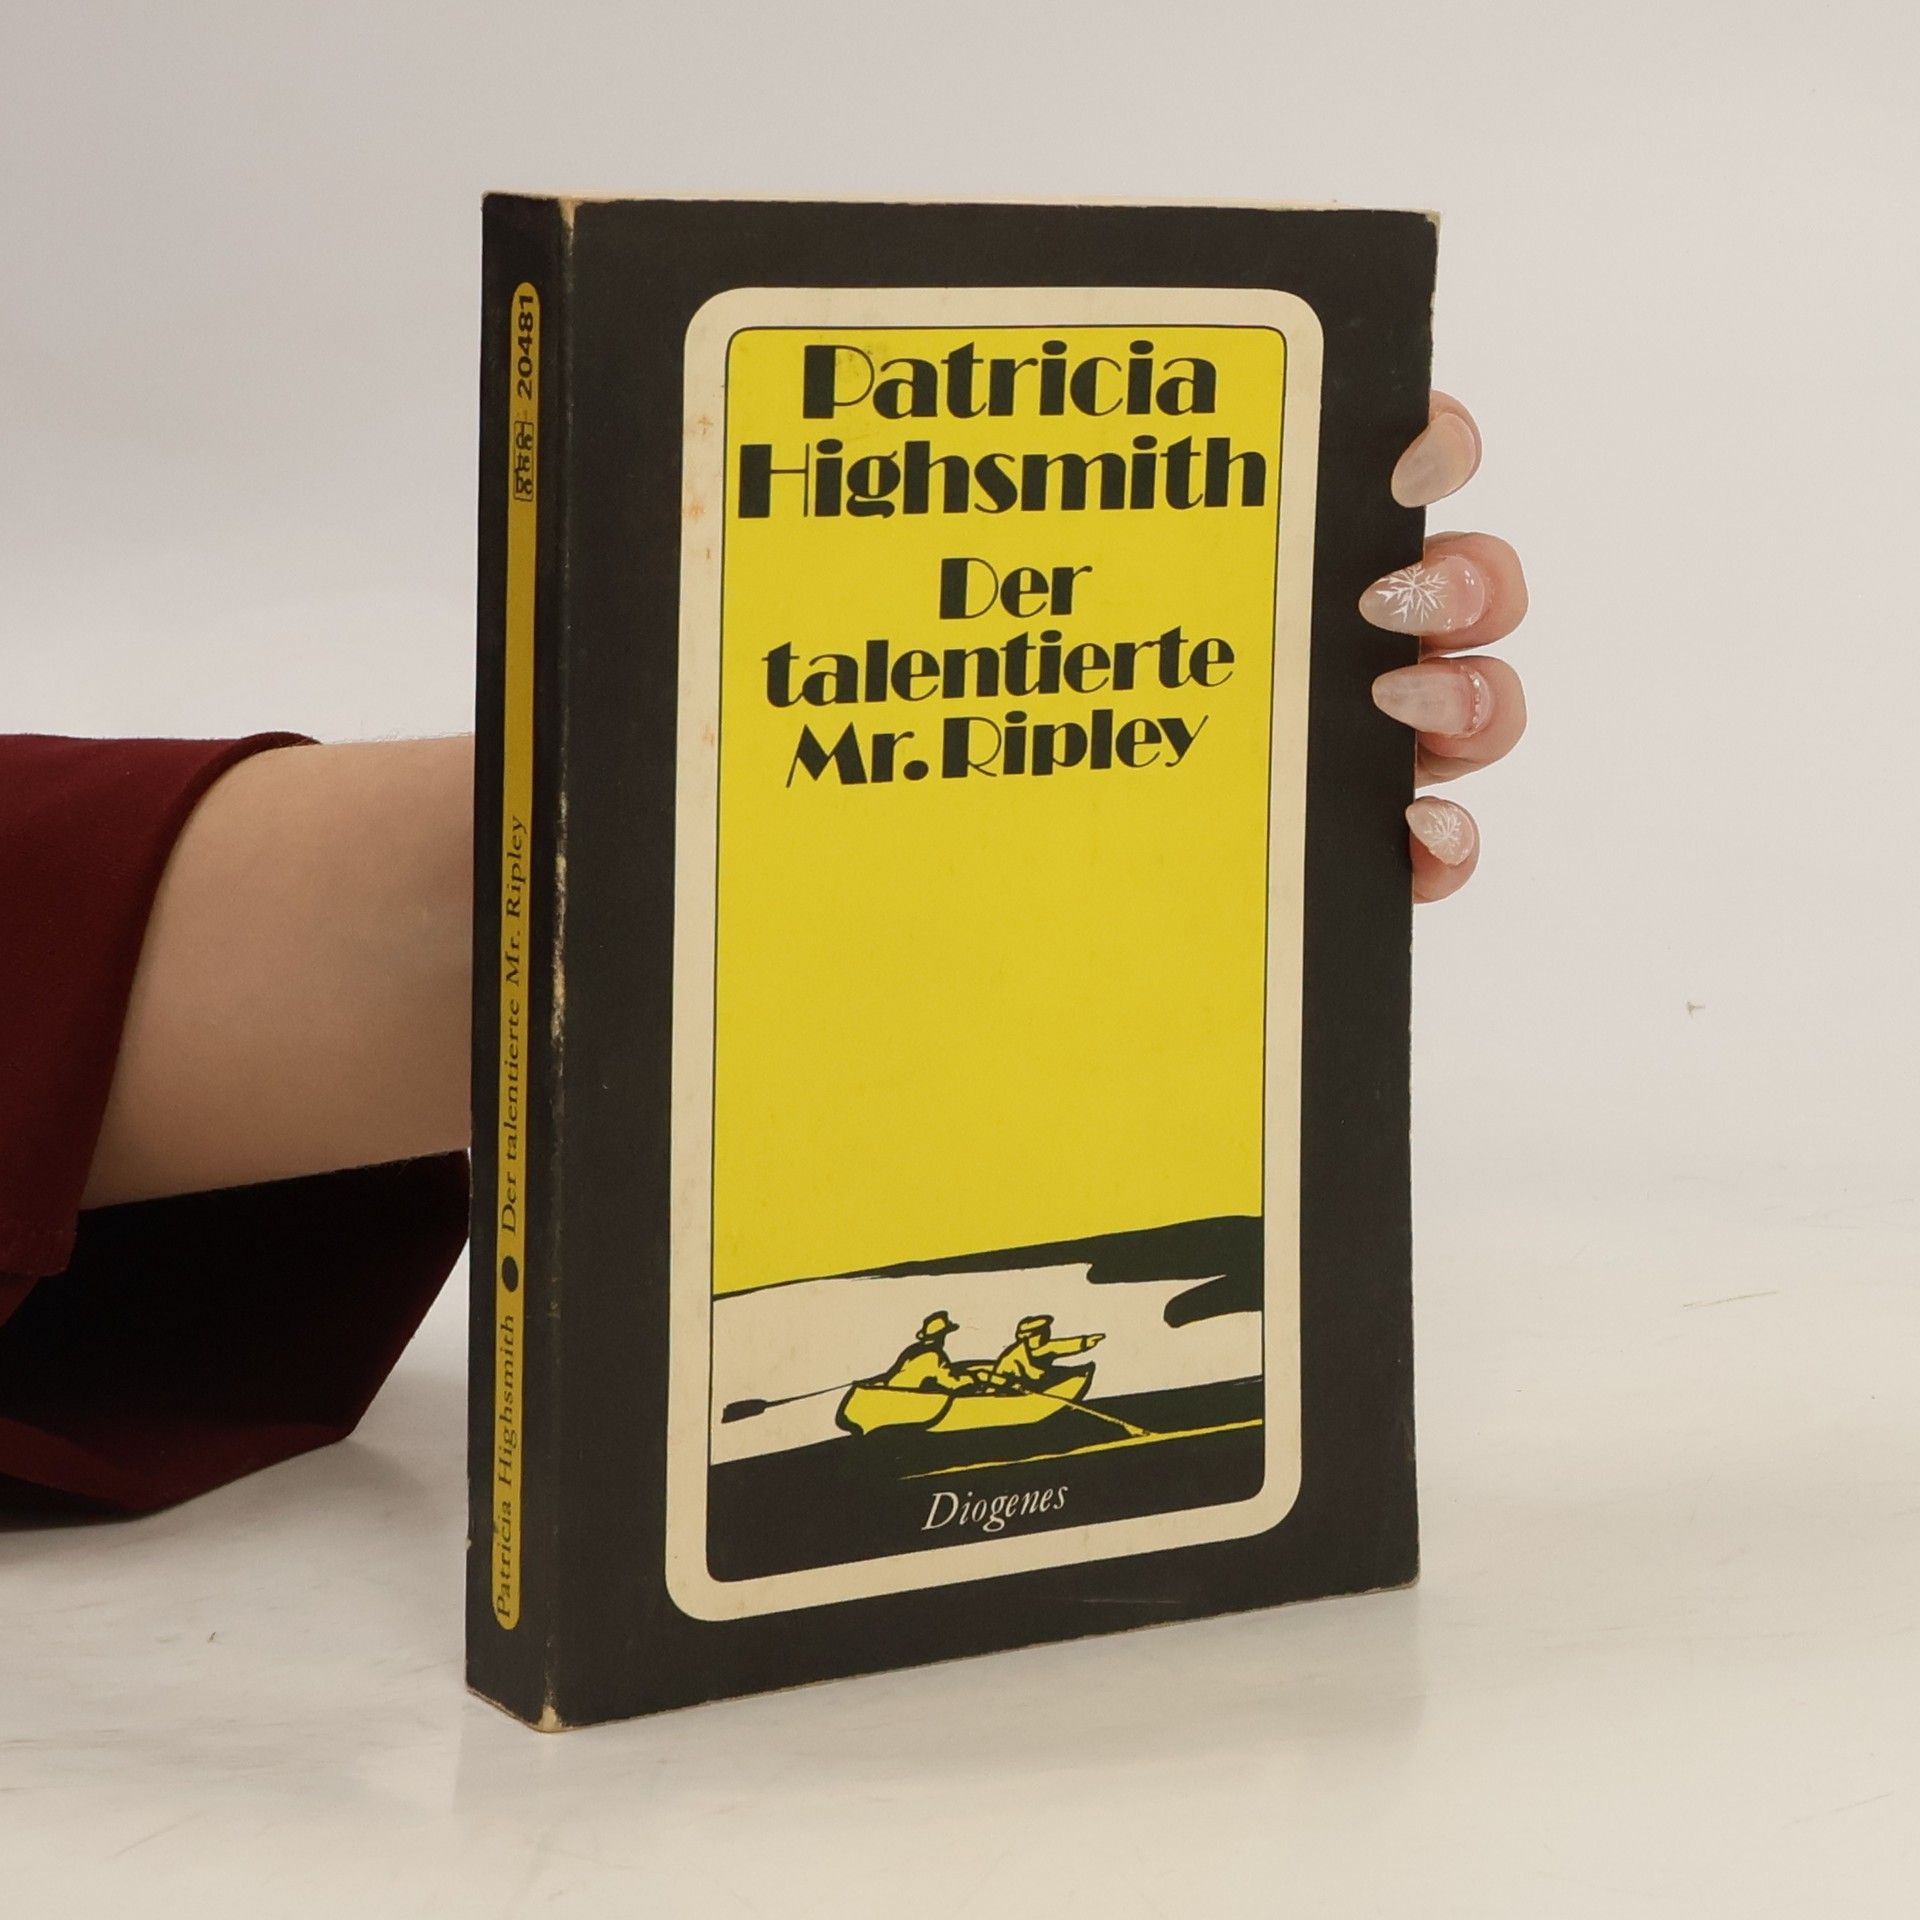 Patricia
Highsmith
Der
talentierte
Mr. Ripley
Diogenes
Patricia Highsmith ● Der talentierte Mr. Ripley
20481